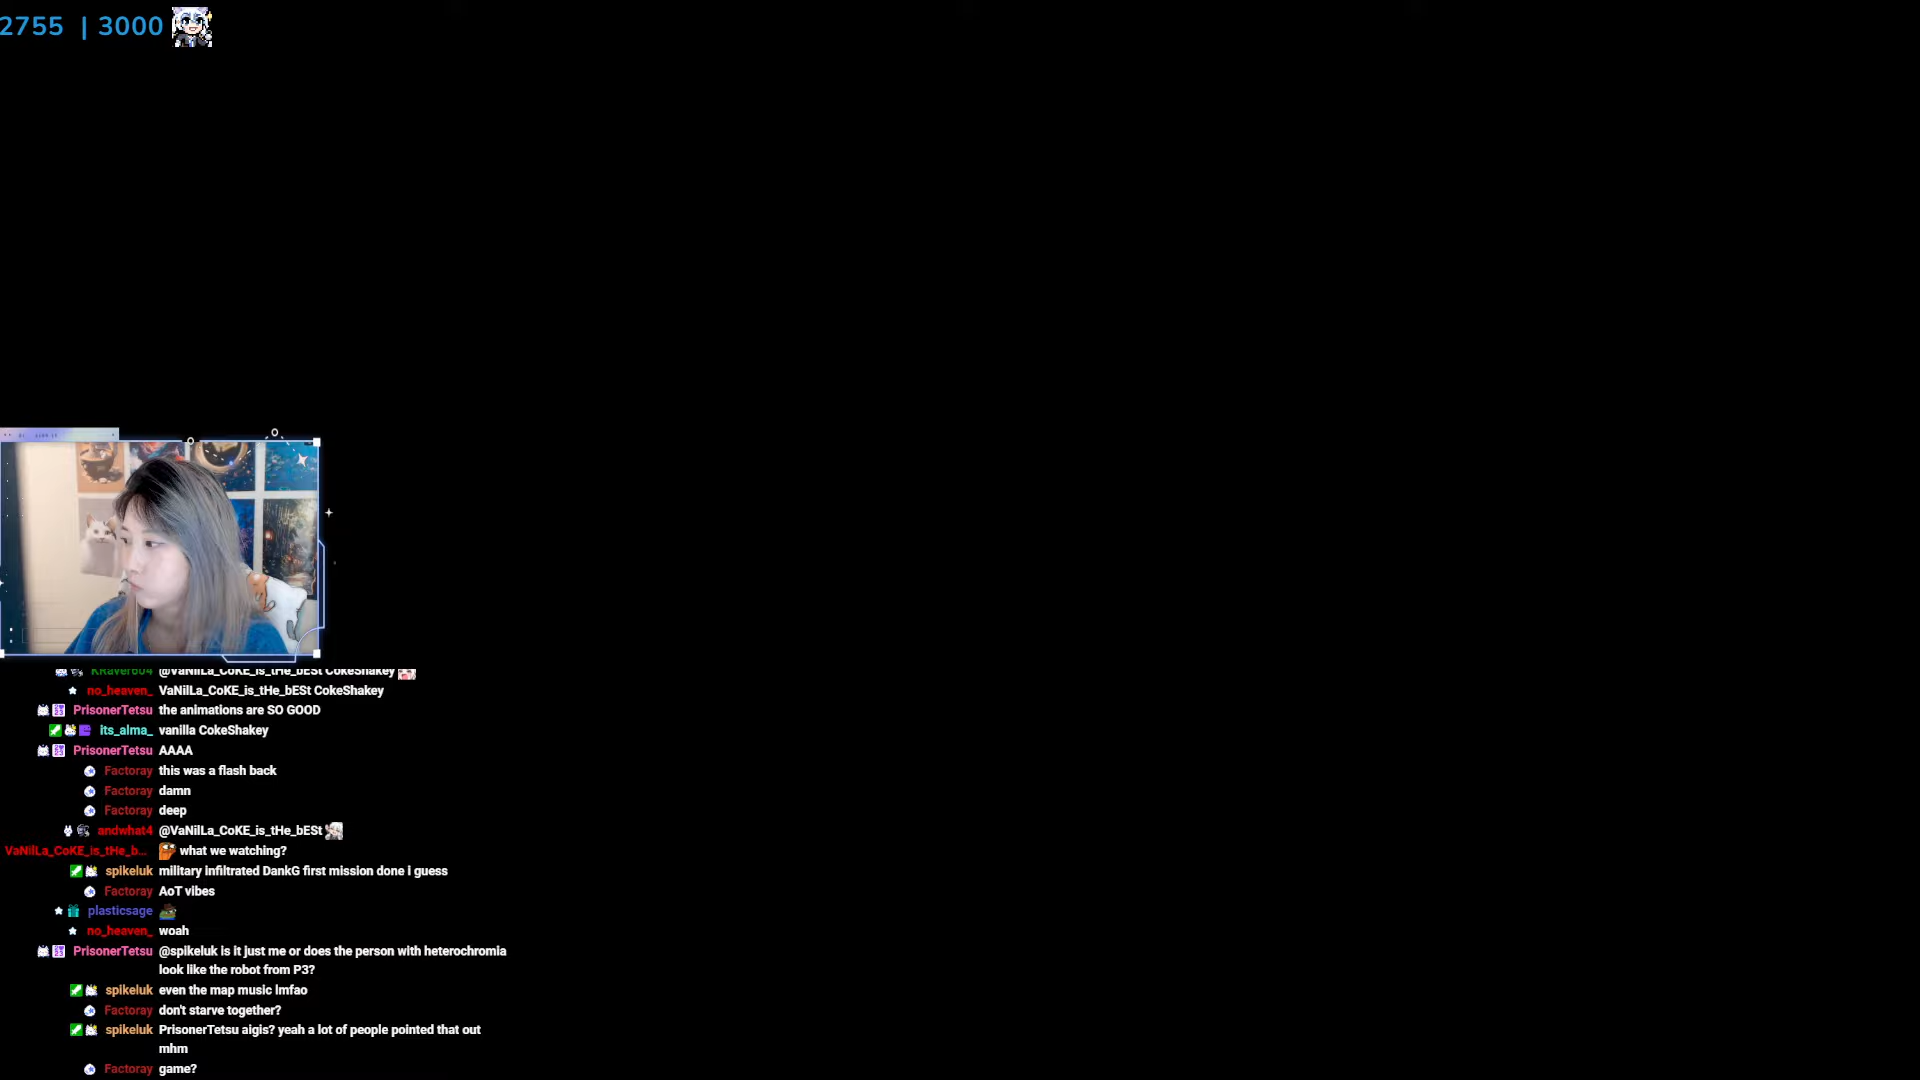 2755 | 3000
KRaver604 @VaNilLa_CoKE_is_tHe_bESt CokeShakey
no_heaven_ VaNilLa_CoKE_is_tHe_bESt CokeShakey
PrisonerTetsu the animations are SO GOOD
its_alma_ vanilla CokeShakey
PrisonerTetsu AAAA
Factoray this was a flash back
Factoray damn
Factoray deep
andwhat4 @VaNilLa_CoKE_is_tHe_bESt
VaNilLa_CoKE_is_tHe_b... what we watching?
spikeluk military infiltrated DankG first mission done I guess
Factoray AoT vibes
plasticsage
no_heaven_ woah
PrisonerTetsu @spikeluk is it just me or does the person with heterochromia
look like the robot from P3?
spikeluk even the map music lmfao
Factoray don't starve together?
spikeluk PrisonerTetsu aigis? yeah a lot of people pointed that out
mhm
Factoray game?